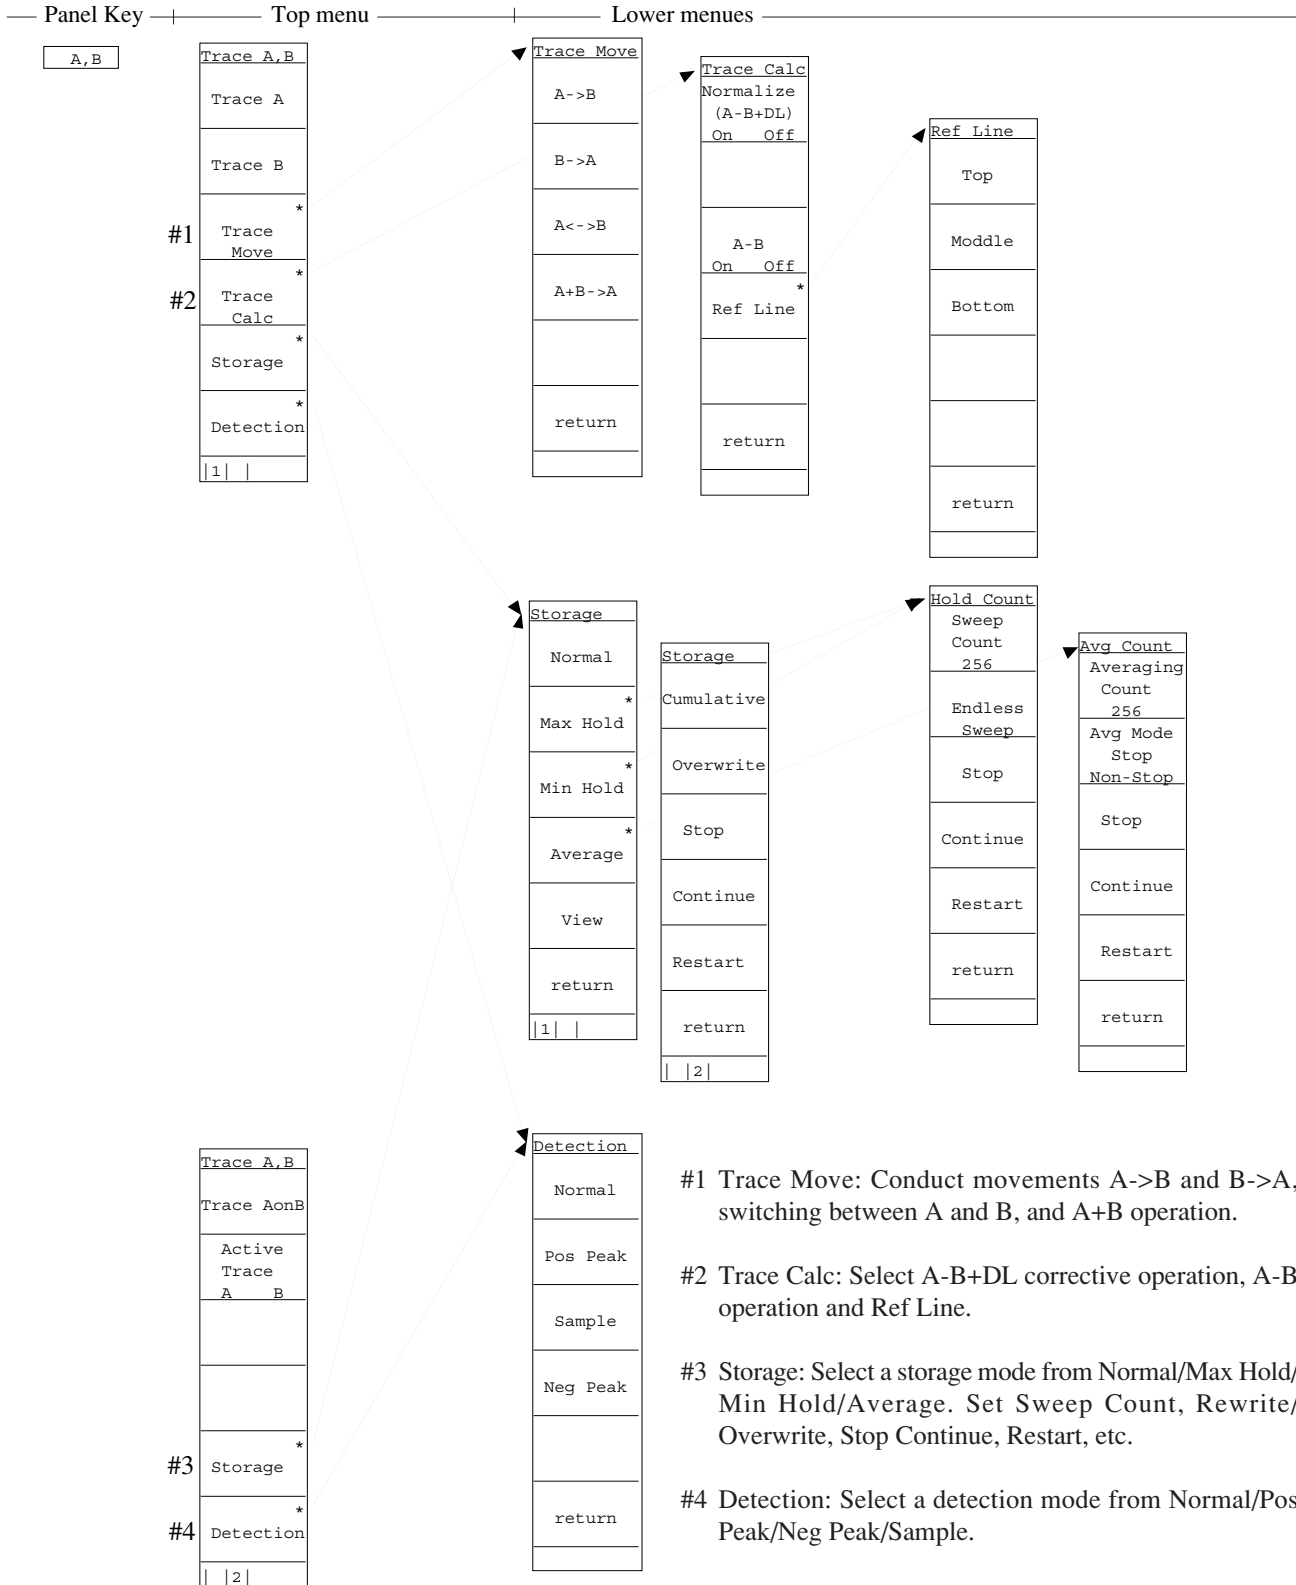 Panel Key
Top menu
Lower menues
A,B
Trace A,B
Trace A
Trace B
*
#1
Trace
Move
*
#2
Trace
Calc
*
Storage
*
Detection
|1| |
Trace Move
A->B
B->A
A<->B
A+B->A
return
Trace Calc
Normalize
(A-B+DL)
On Off
A-B
On Off
*
Ref Line
return
Ref Line
Top
Moddle
Bottom
return
Storage
Normal
*
Max Hold
*
Min Hold
*
Average
View
return
|1| |
Storage
Cumulative
Overwrite
Stop
Continue
Restart
return
| |2|
Hold Count
Sweep
Count
256
Endless
Sweep
Stop
Continue
Restart
return
Avg Count
Averaging
Count
256
Avg Mode
Stop
Non-Stop
Stop
Continue
Restart
return
Trace A,B
Trace AonB
Active
Trace
A B
*
#3
Storage
*
#4
Detection
| |2|
Detection
Normal
Pos Peak
Sample
Neg Peak
return
#1 Trace Move: Conduct movements A->B and B->A,
switching between A and B, and A+B operation.
#2 Trace Calc: Select A-B+DL corrective operation, A-B
operation and Ref Line.
#3 Storage: Select a storage mode from Normal/Max Hold/
Min Hold/Average. Set Sweep Count, Rewrite/
Overwrite, Stop Continue, Restart, etc.
#4 Detection: Select a detection mode from Normal/Pos
Peak/Neg Peak/Sample.